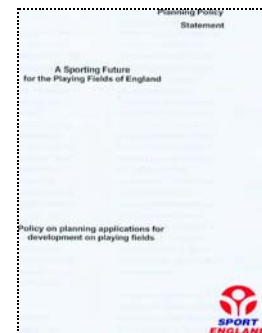 Planning Policy
Statement
A Sporting Future
for the Playing Fields of England
Policy on planning applications for
development on playing fields
SPORT
ENGLAND